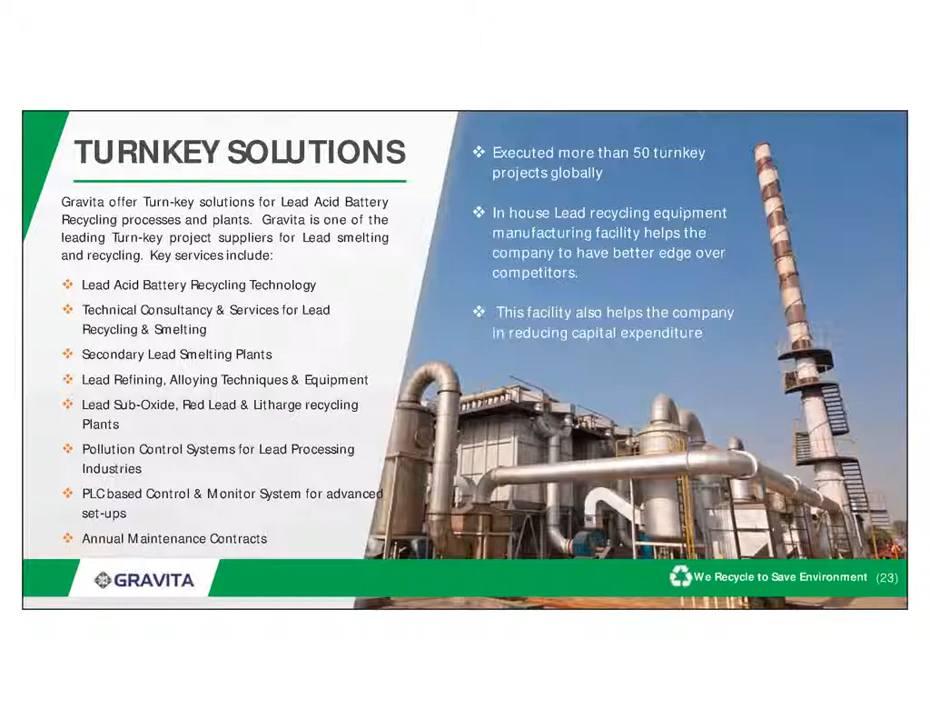 TURNKEY SOLUTIONS
Gravita offer Turn-key solutions for Lead Acid Battery
Recycling processes and plants. Gravita is one of the
leading Turn-key project suppliers for Lead smelting
and recycling. Key services include:
❖ Lead Acid Battery Recycling Technology
❖ Technical Consultancy & Services for Lead
Recycling & Smelting
❖ Secondary Lead Smelting Plants
❖ Lead Refining, Alloying Techniques & Equipment
❖ Lead Sub-Oxide, Red Lead & Litharge recycling
Plants
❖ Pollution Control Systems for Lead Processing
Industries
❖ PLC based Control & Monitor System for advanced
set-ups
❖ Annual Maintenance Contracts
❖ Executed more than 50 turnkey
projects globally
❖ In house Lead recycling equipment
manufacturing facility helps the
company to have better edge over
competitors.
❖ This facility also helps the company
in reducing capital expenditure
GRAVITA
We Recycle to Save Environment (23)